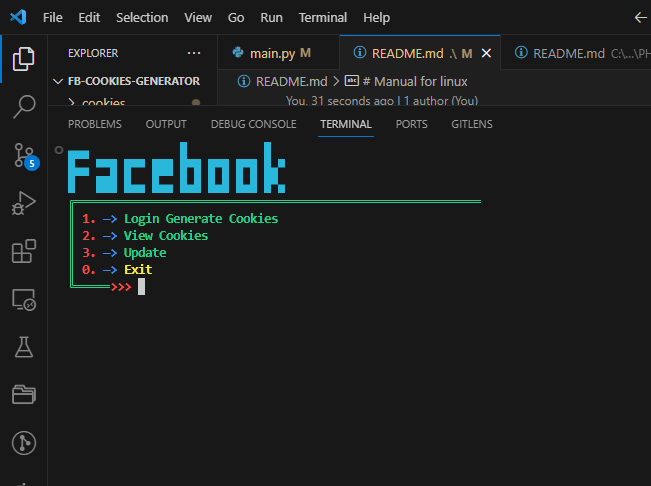 File Edit Selection View Go Run Terminal Help
EXPLORER ··· main.py M README.md .\ M README.md C:\...\PH
FB-COOKIES-GENERATOR README.md > # Manual for linux
cookies You, 31 seconds ago | 1 author (You)
PROBLEMS OUTPUT DEBUG CONSOLE TERMINAL PORTS GITLENS
Facebook
1. —> Login Generate Cookies
2. —> View Cookies
3. —> Update
0. —> Exit
>>>
5